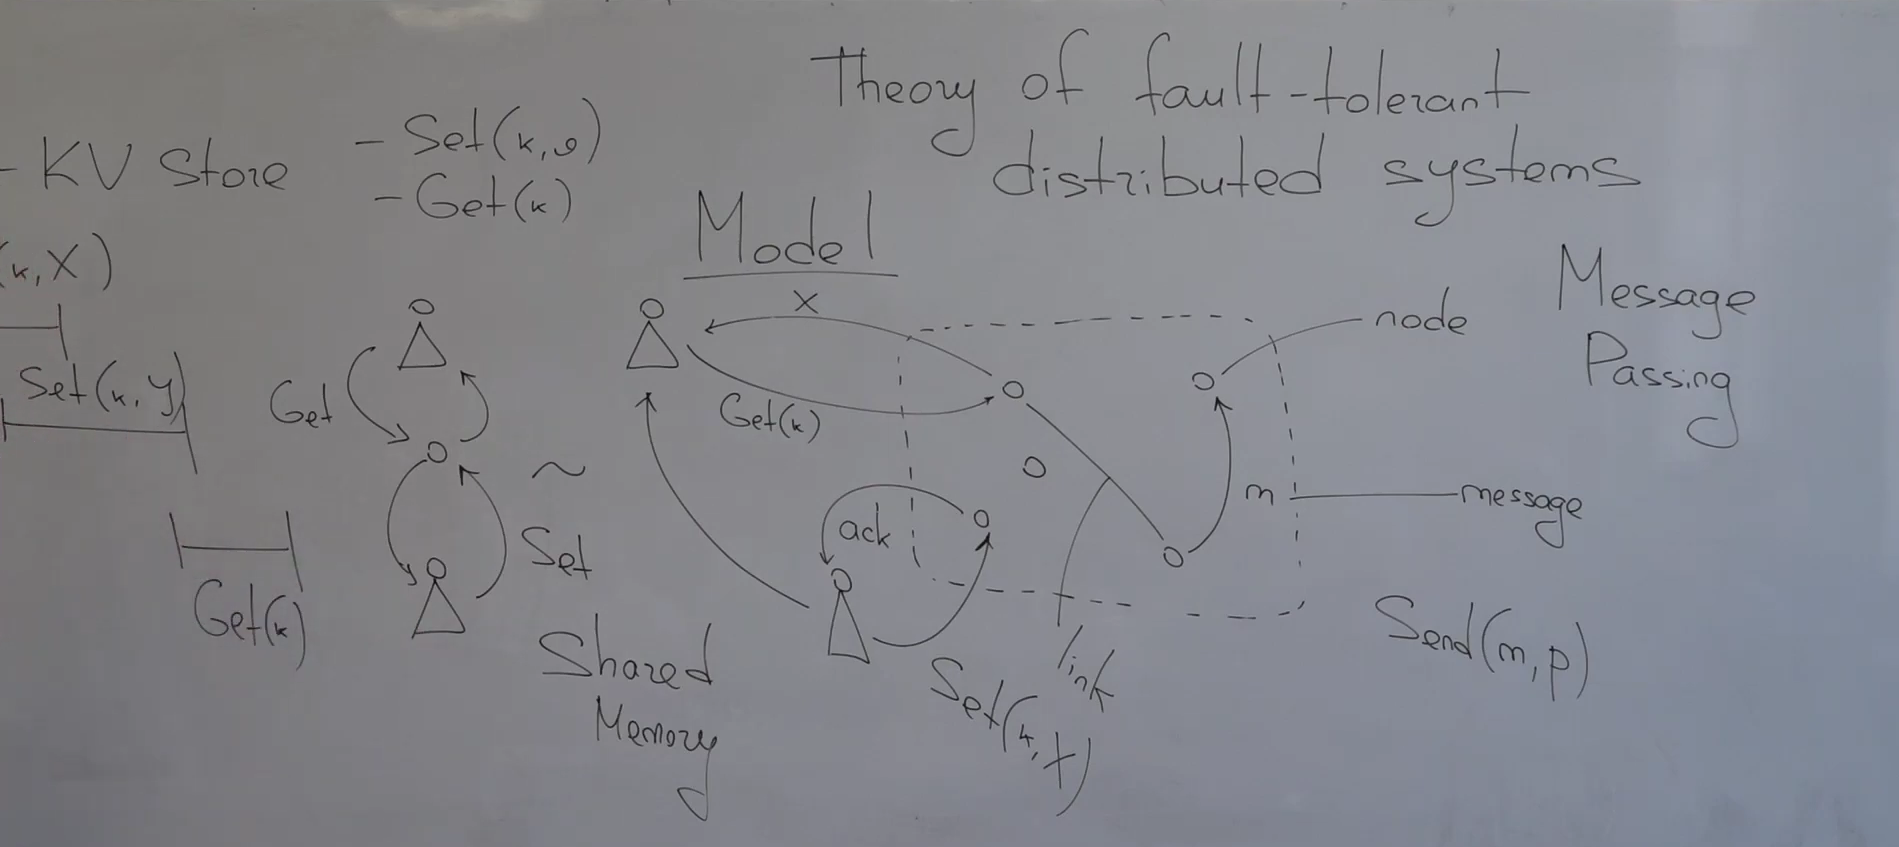 Theory of fault-tolerant
distributed systems
- KV Store
- Set(k,v)
- Get(k)
Model
(k,X)
Set(k,y)
Get(k)
Get
~
Set
Shared
Memory
X
Get(k)
ack
Set(k,x)
link
node
m
message
Message
Passing
Send(m,p)